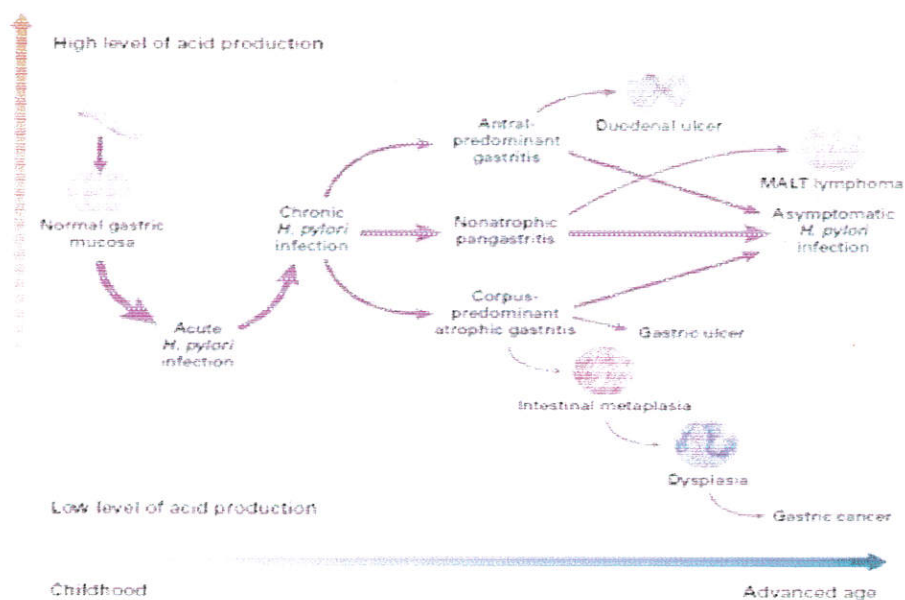 High level of acid production
Antral-
predominant
gastritis
Duodenal ulcer
MALT lymphoma
Normal gastric
mucosa
Chronic
H. pylori
infection
Nonatrophic
pangastritis
Asymptomatic
H. pylori
infection
Acute
H. pylori
infection
Corpus-
predominant
atrophic gastritis
Gastric ulcer
Intestinal metaplasia
Dysplasia
Gastric cancer
Low level of acid production
Childhood
Advanced age